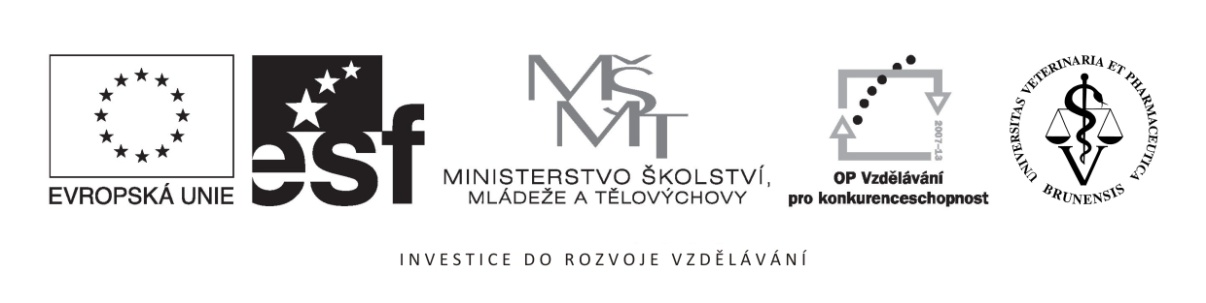 EVROPSKÁ UNIE
esf
MŠMT
MINISTERSTVO ŠKOLSTVÍ,
MLÁDEŽE A TĚLOVÝCHOVY
2007-13
OP Vzdělávání
pro konkurenceschopnost
UNIVERSITAS VETERINARIA ET PHARMACEUTICA
BRUNENSIS
V
INVESTICE DO ROZVOJE VZDĚLÁVÁNÍ